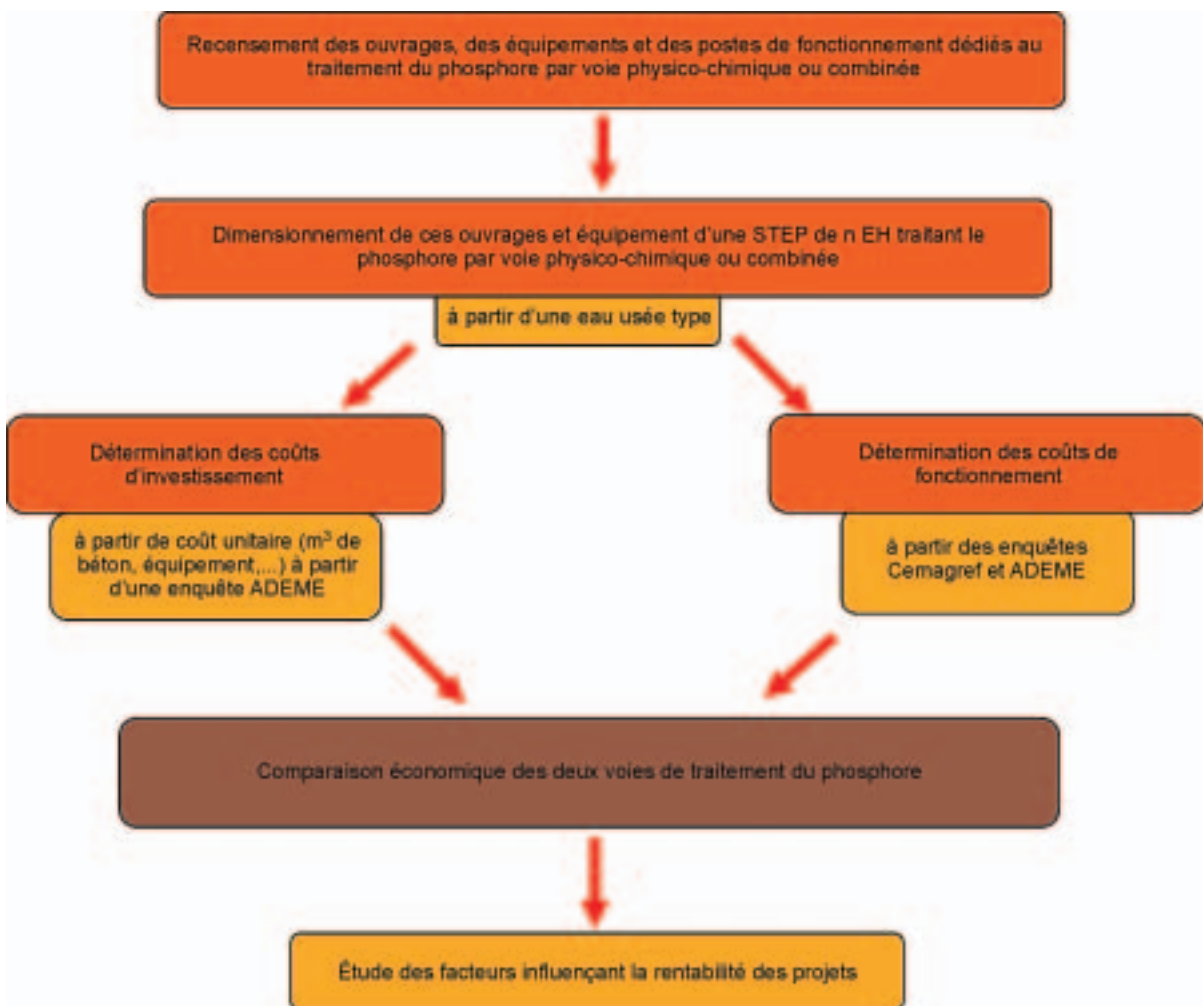 Recensement des ouvrages, des équipements et des postes de fonctionnement dédiés au
traitement du phosphore par voie physico-chimique ou combinée
Dimensionnement de ces ouvrages et équipement d'une STEP de n EH traitant le
phosphore par voie physico-chimique ou combinée
à partir d'une eau usée type
Détermination des coûts
d'investissement
à partir de coût unitaire (m³ de
béton, équipement,...) à partir
d'une enquête ADEME
Détermination des coûts de
fonctionnement
à partir des enquêtes
Cemagref et ADEME
Comparaison économique des deux voies de traitement du phosphore
Étude des facteurs influençant la rentabilité des projets